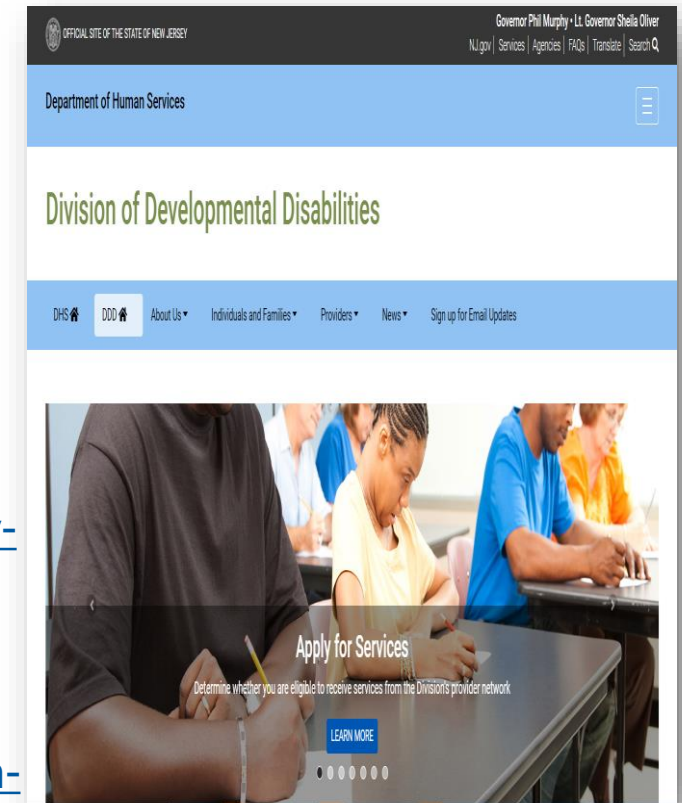 OFFICIAL SITE OF THE STATE OF NEW JERSEY
Governor Phil Murphy • Lt. Governor Sheila Oliver
NJ.gov | Services | Agencies | FAQs | Translate | Search
Department of Human Services
Division of Developmental Disabilities
DHS DDD About Us Individuals and Families Providers News Sign up for Email Updates
Apply for Services
Determine whether you are eligible to receive services from the Division's provider network
LEARN MORE